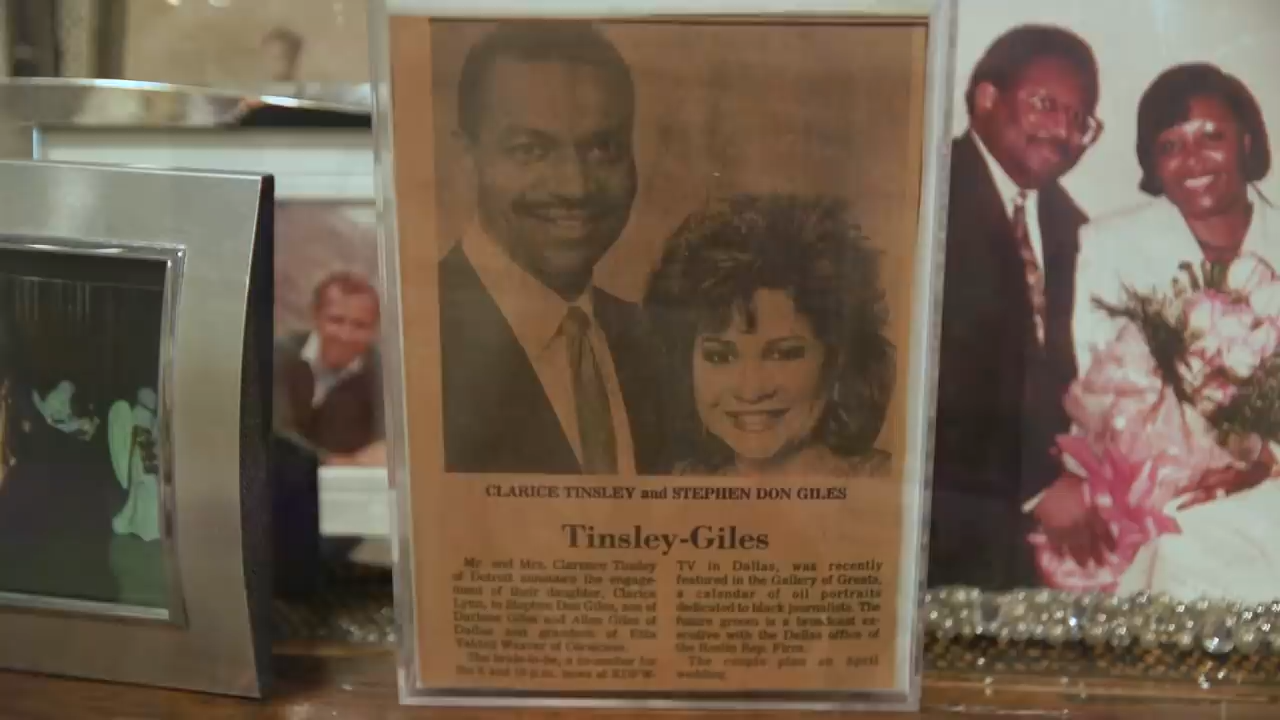 CLARICE TINSLEY and STEPHEN DON GILES
Tinsley-Giles
Mr. and Mrs. Clarence Tinsley
of Detroit announce the engage-
ment of their daughter, Clarice
Lynn, to Stephen Don Giles, son of
Darlene Giles and Allen Giles of
Dallas and grandson of
of Corsicana.
The bride-to-be, a co-anchor for
the 6 and 10 p.m. news at KDFW-
TV in Dallas, was recently
featured in the Gallery of Greats,
a calendar of oil portraits
dedicated to black journalists. The
future groom is a broadcast ex-
ecutive with the Dallas office of
the Roslin Rep. Firm.
The couple plan an April
wedding.